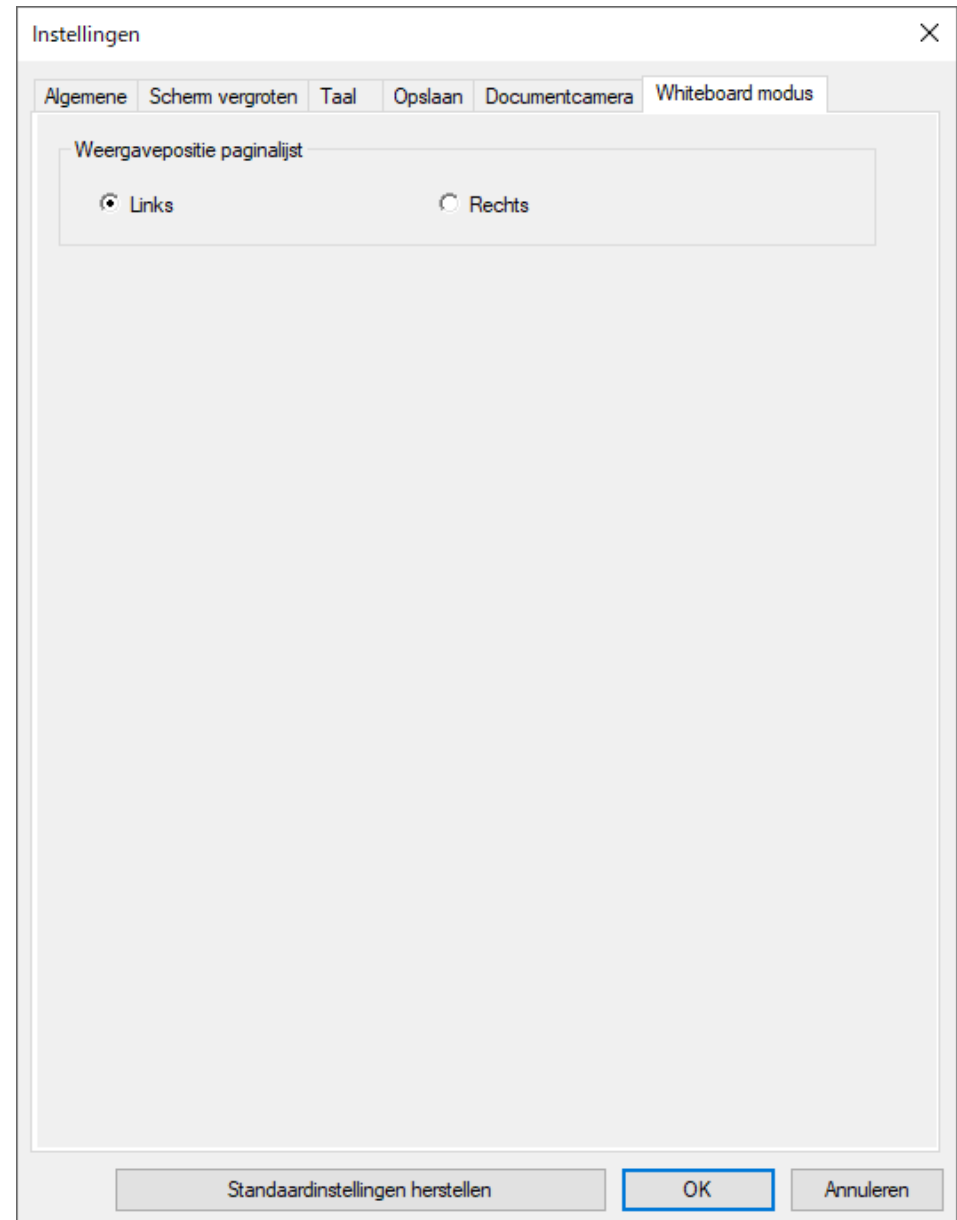 Instellingen
Algemene Scherm vergroten Taal Opslaan Documentcamera Whiteboard modus
Weergavepositie paginalijst
Links Rechts
Standaardinstellingen herstellen OK Annuleren